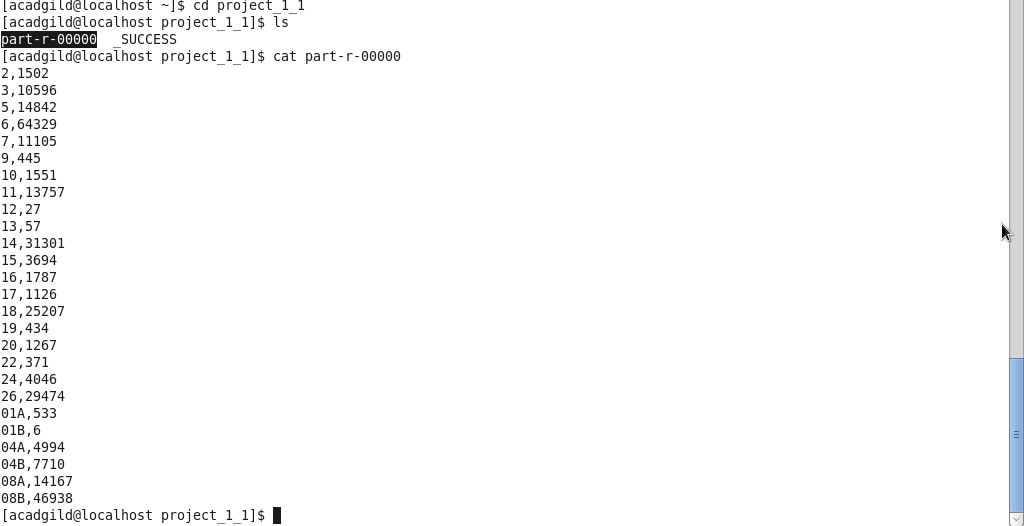 [acadgild@localhost ~]$ cd project_1_1
[acadgild@localhost project_1_1]$ ls
part-r-00000  _SUCCESS
[acadgild@localhost project_1_1]$ cat part-r-00000
2,1502
3,10596
5,14842
6,64329
7,11105
9,445
10,1551
11,13757
12,27
13,57
14,31301
15,3694
16,1787
17,1126
18,25207
19,434
20,1267
22,371
24,4046
26,29474
01A,533
01B,6
04A,4994
04B,7710
08A,14167
08B,46938
[acadgild@localhost project_1_1]$